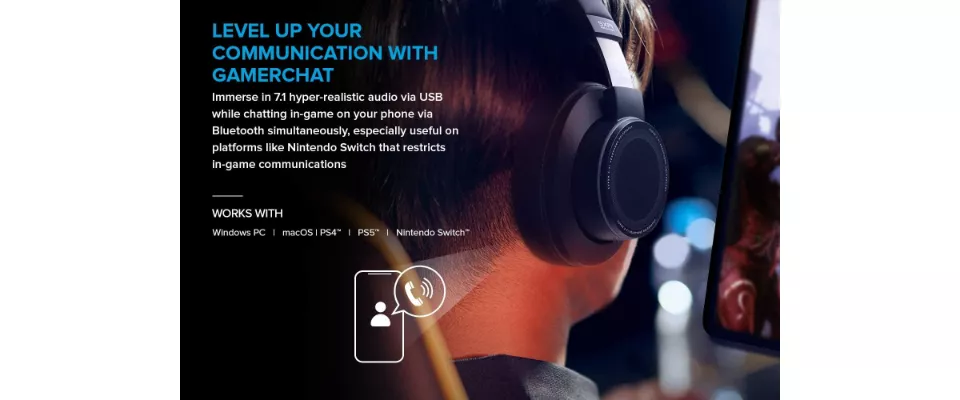 LEVEL UP YOUR
COMMUNICATION WITH
GAMERCHAT
Immerse in 7.1 hyper-realistic audio via USB
while chatting in-game on your phone via
Bluetooth simultaneously, especially useful on
platforms like Nintendo Switch that restricts
in-game communications
WORKS WITH
Windows PC | macOS | PS4™ | PS5™ | Nintendo Switch™